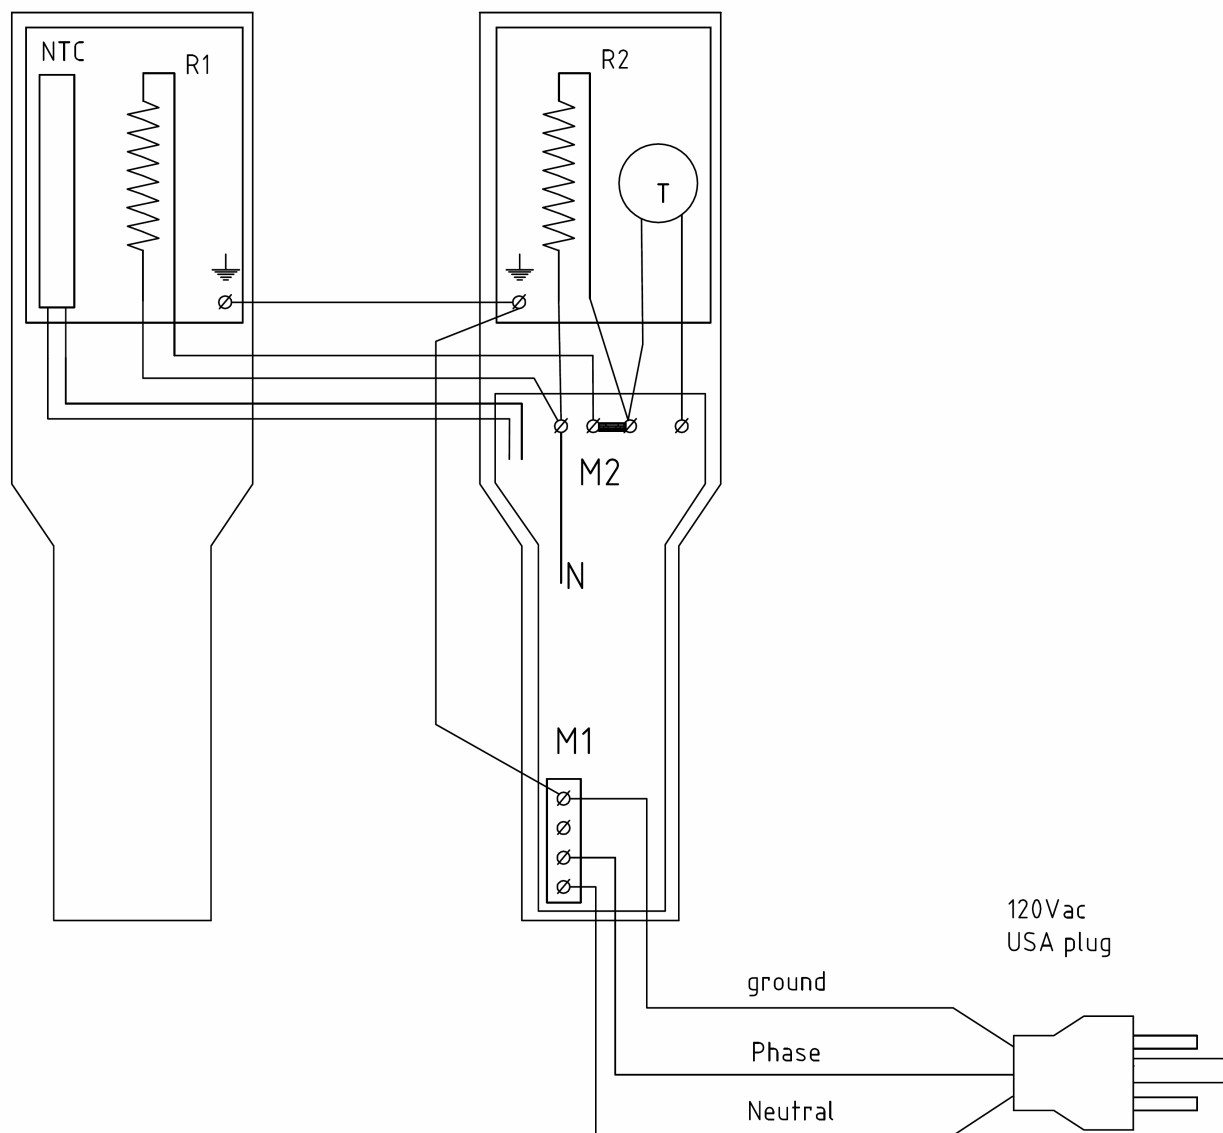 NTC
R1
R2
T
M2
N
M1
120Vac
USA plug
ground
Phase
Neutral